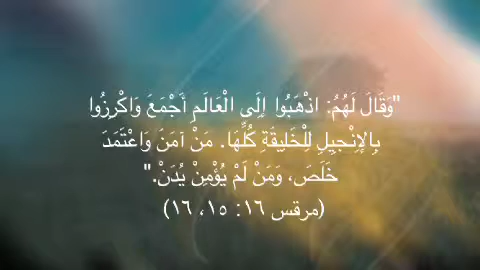 "وَقَالَ لَهُمُ: اذْهَبُوا إِلَى الْعَالَمِ أَجْمَعَ وَاكْرِزُوا
بِالإِنْجِيلِ لِلْخَلِيقَةِ كُلِّهَا. مَنْ آمَنَ وَاعْتَمَدَ
خَلَصَ، وَمَنْ لَمْ يُؤْمِنْ يُدَنْ."
(مرقس ١٦: ١٥، ١٦)